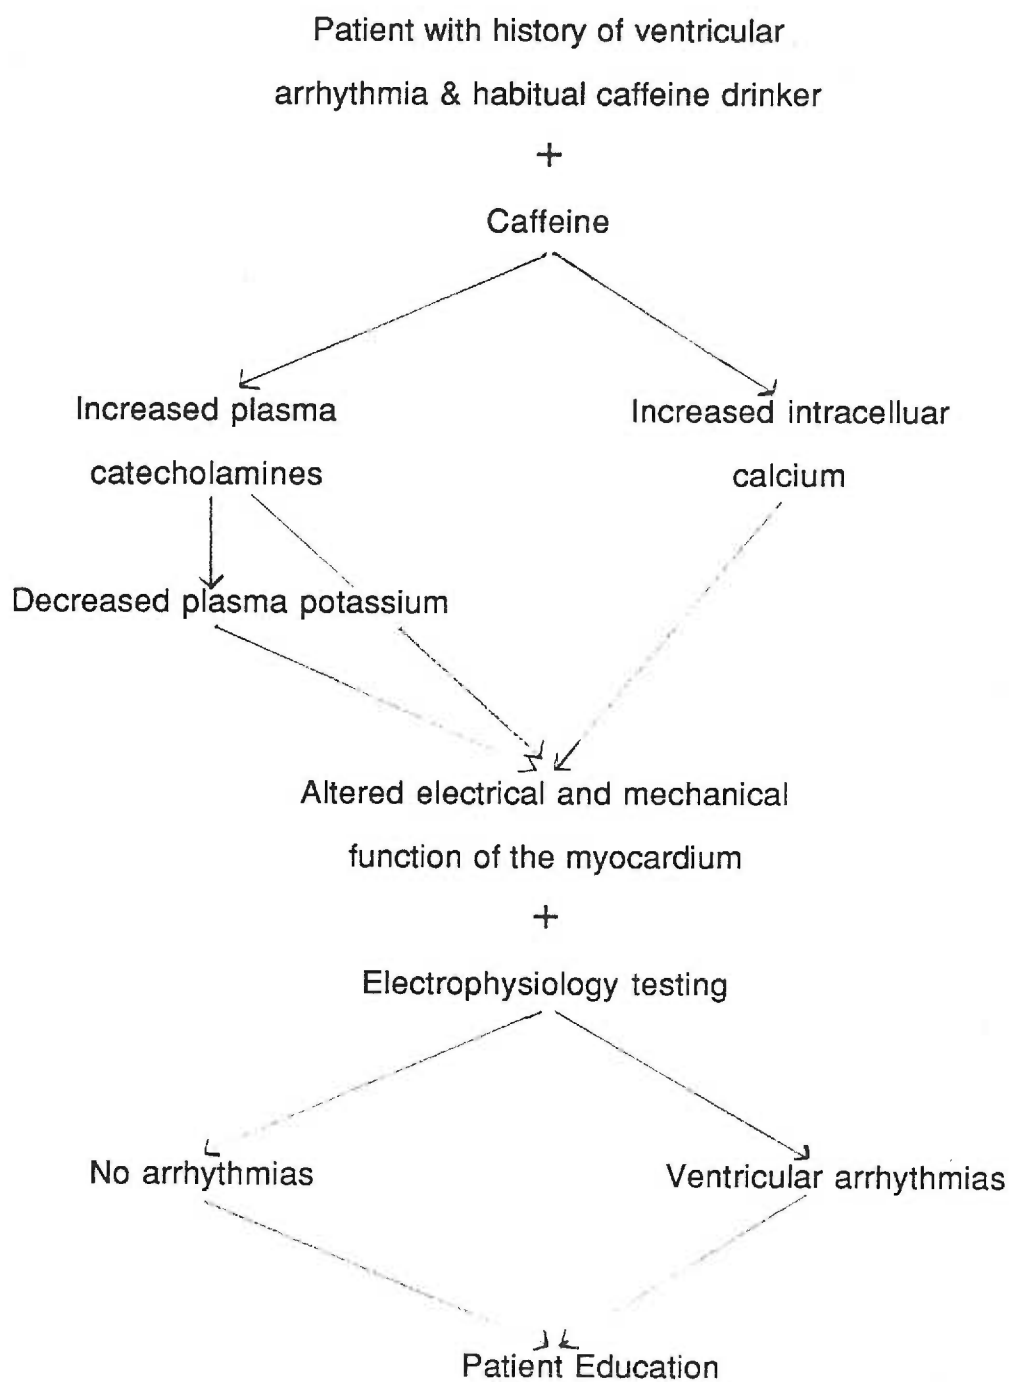 Patient with history of ventricular
arrhythmia & habitual caffeine drinker
+
Caffeine
Increased plasma
catecholamines
Increased intracelluar
calcium
Decreased plasma potassium
Altered electrical and mechanical
function of the myocardium
+
Electrophysiology testing
No arrhythmias
Ventricular arrhythmias
Patient Education